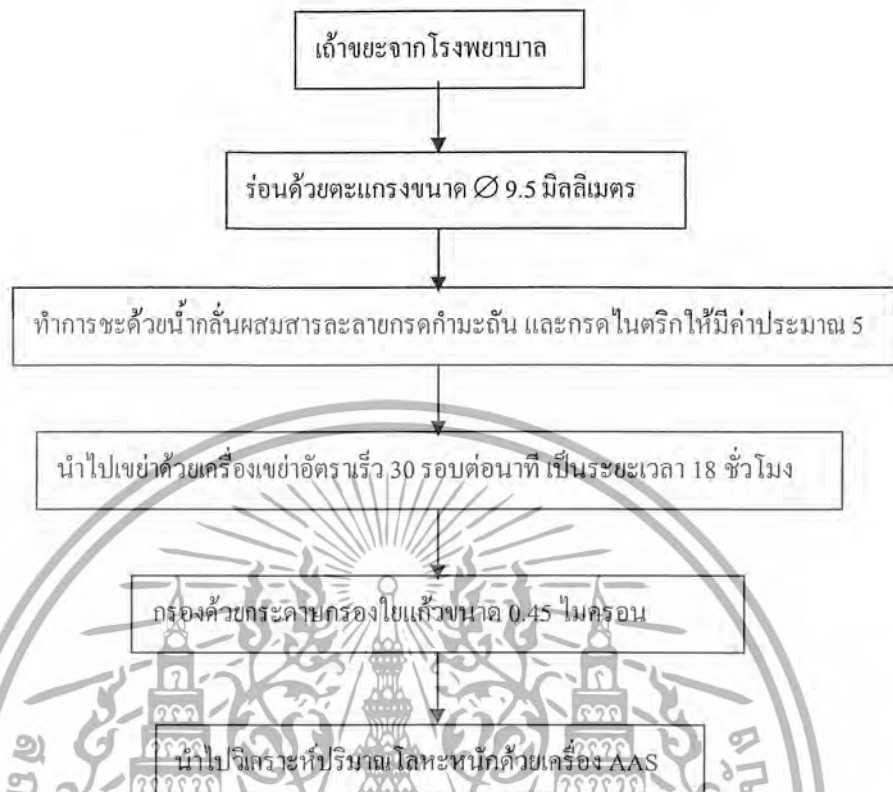 เถ้าขยะจากโรงพยาบาล
ร่อนด้วยตะแกรงขนาด ∅ 9.5 มิลลิเมตร
ทำการชะด้วยน้ำกลั่นผสมสารละลายกรดกำมะถัน และกรดไนตริกให้มีค่าประมาณ 5
นำไปเขย่าด้วยเครื่องเขย่าอัตราเร็ว 30 รอบต่อนาที เป็นระยะเวลา 18 ชั่วโมง
กรองด้วยกระดาษกรองใยแก้วขนาด 0.45 ไมครอน
นำไปวิเคราะห์ปริมาณโลหะหนักด้วยเครื่อง AAS